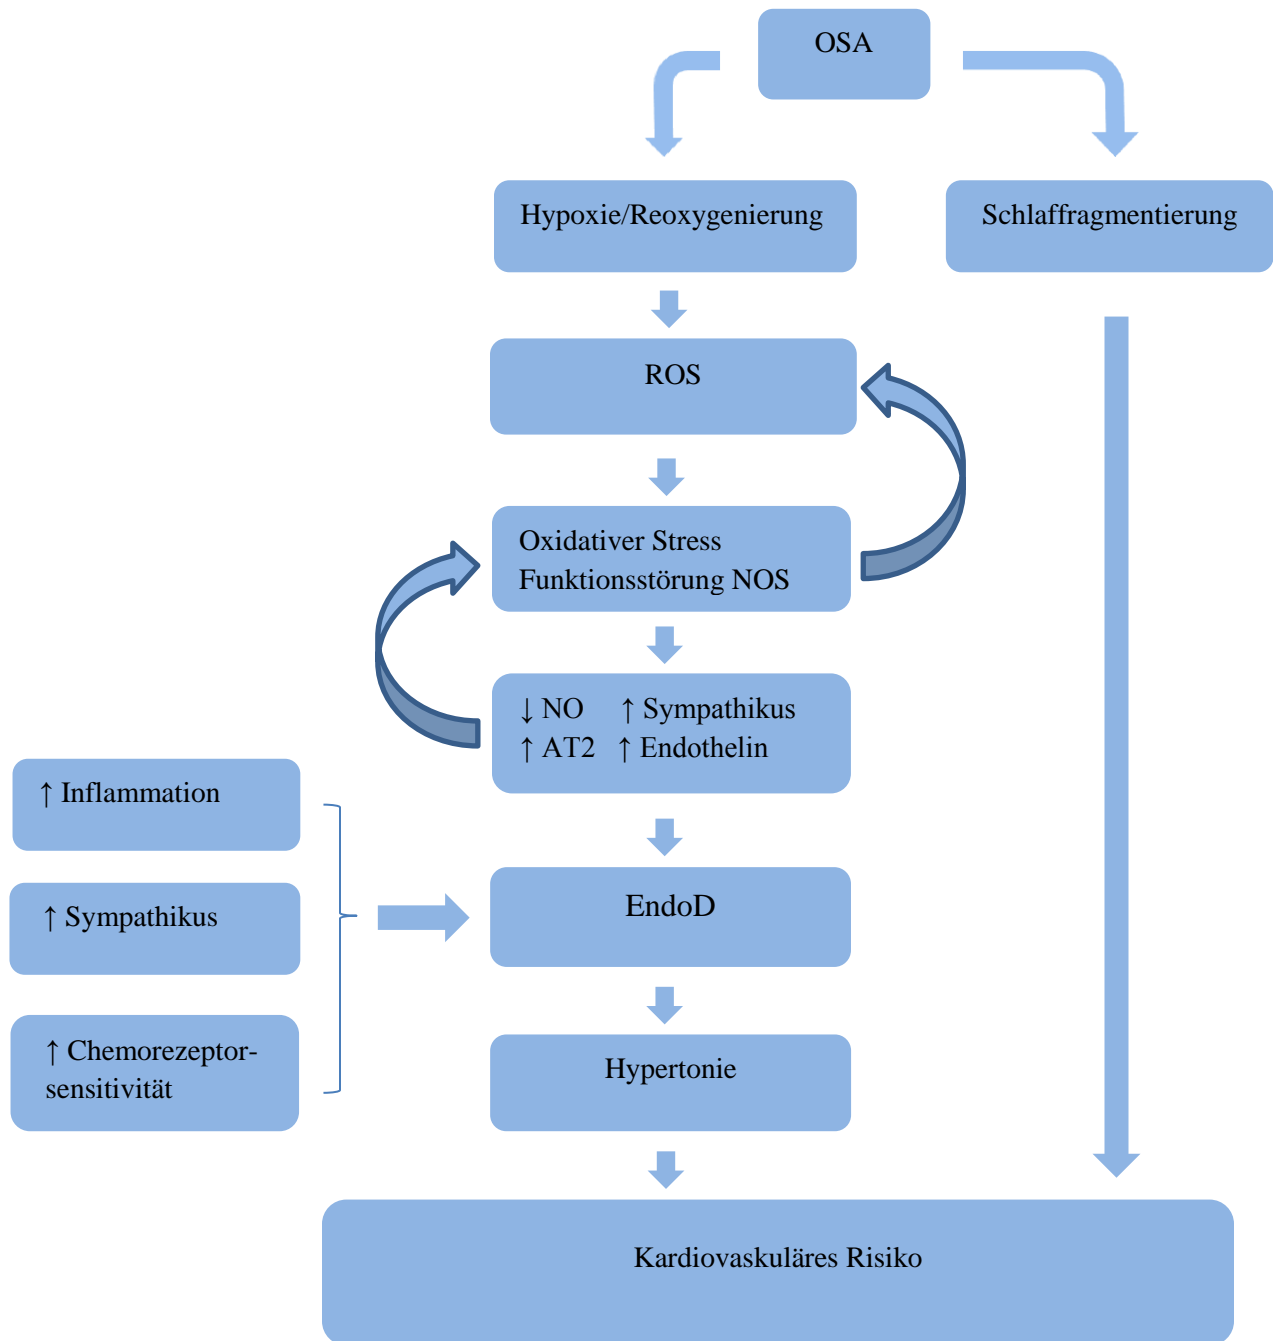 OSA
Hypoxie/Reoxygenierung
Schlaffragmentierung
ROS
Oxidativer Stress
Funktionsstörung NOS
↓ NO ↑ Sympathikus
↑ AT2 ↑ Endothelin
↑ Inflammation
↑ Sympathikus
↑ Chemorezeptor-
sensitivität
EndoD
Hypertonie
Kardiovaskuläres Risiko